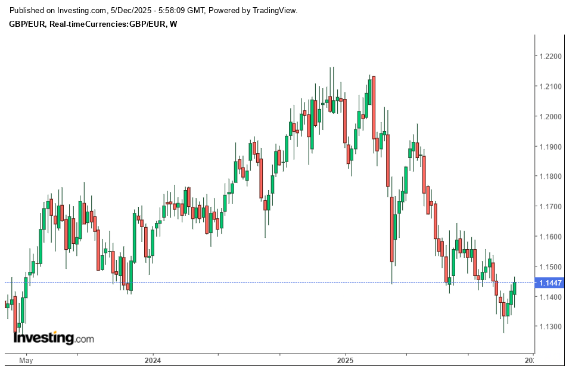 Published on Investing.com, 5/Dec/2025 - 5:58:09 GMT, Powered by TradingView.
GBP/EUR, Real-timeCurrencies:GBP/EUR, W
1.2200
1.2100
1.2000
1.1900
1.1800
1.1700
1.1600
1.1500
1.1447
1.1400
1.1300
Investing.com
May 2024 2025